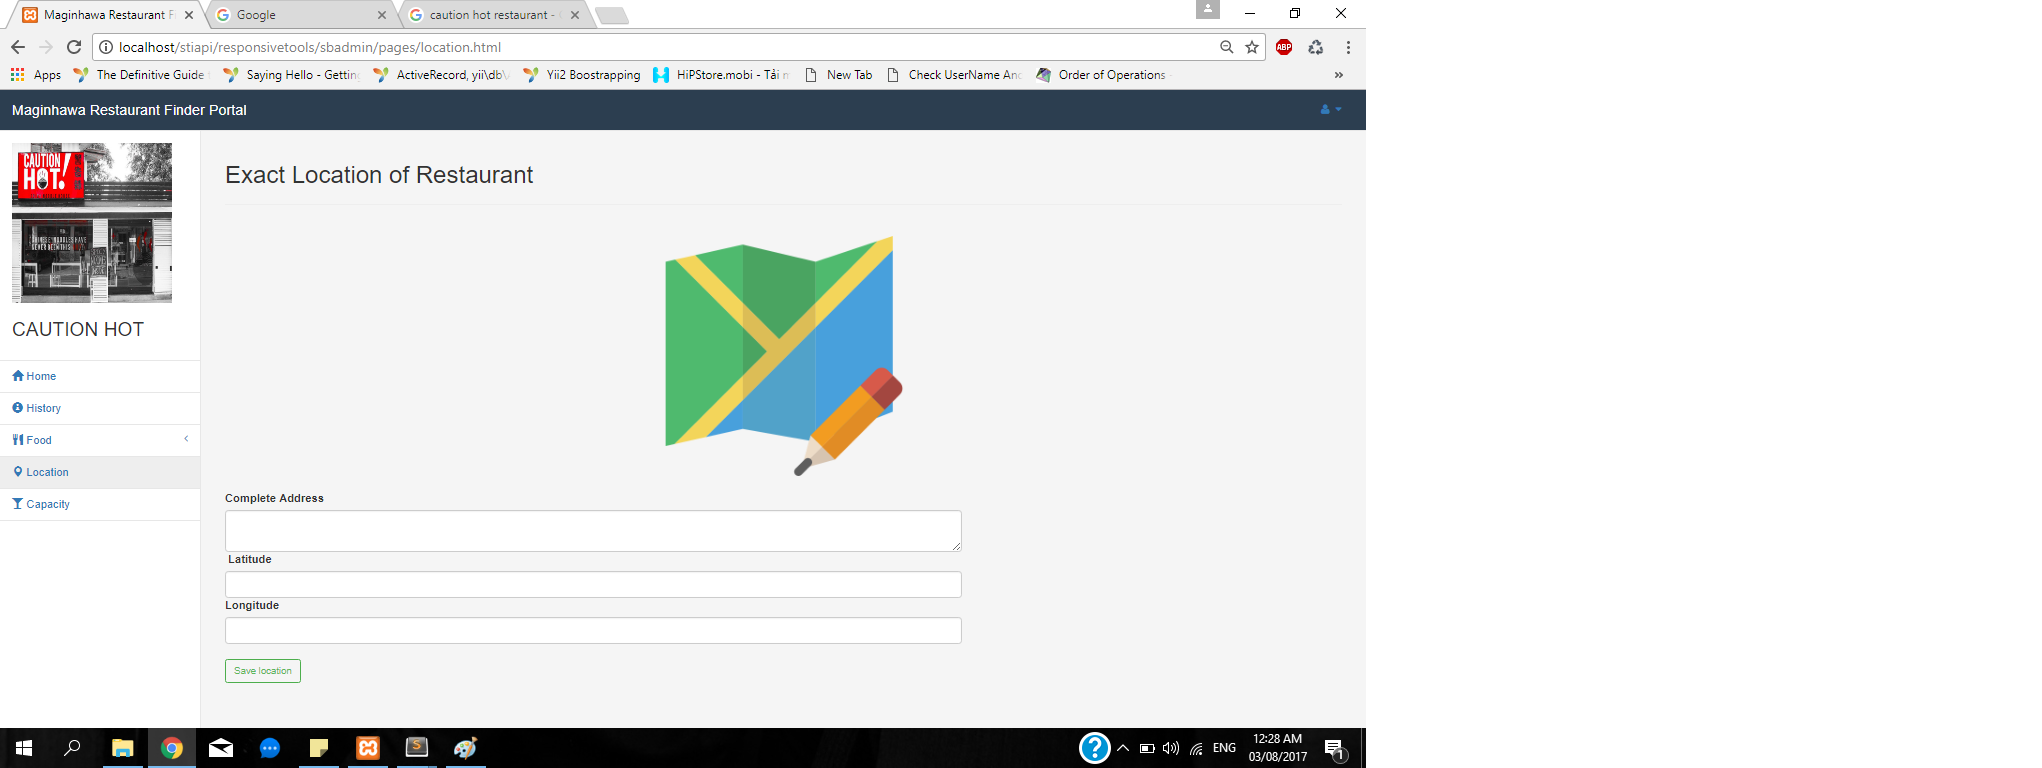 Maginhawa Restaurant F
Google
caution hot restaurant -
localhost/stiapi/responsivetools/sbadmin/pages/location.html
ABP
Apps
The Definitive Guide
Saying Hello - Gettin
ActiveRecord, yii\db\
Yii2 Boostrapping
HiPStore.mobi - Tải
New Tab
Check UserName An
Order of Operations
»
Maginhawa Restaurant Finder Portal
CAUTION
HOT!
CAUTION HOT
Home
History
Food
Location
Capacity
Exact Location of Restaurant
Complete Address
Latitude
Longitude
Save location
ENG
12:28 AM
03/08/2017
1